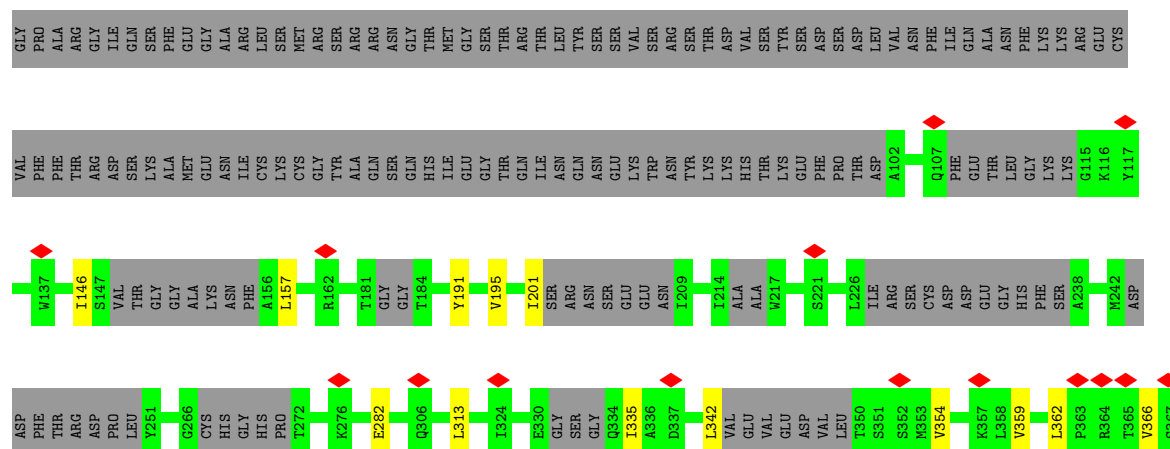 GLY PRO ALA ARG GLY ILE GLN SER PHE GLU GLY ALA ARG LEU SER MET ARG SER ARG ARG ASN GLY THR MET GLY SER THR ARG THR LEU TYR SER SER VAL SER ARG SER THR ASP VAL SER TYR SER ASP SER ASP LEU VAL ASN PHE ILE GLN ALA ASN PHE LYS LYS ARG GLU CYS
VAL PHE PHE THR ARG ASP SER LYS ALA MET GLU ASN ILE CYS LYS CYS GLY TYR ALA GLN SER GLN HIS ILE GLU GLY THR GLN ILE ASN GLN ASN GLU LYS TRP ASN TYR LYS LYS HIS THR LYS GLU PHE PRO THR ASP A102 Q107 PHE GLU THR LEU GLY LYS LYS G115 K116 Y117
W137 I146 S147 VAL THR GLY GLY ALA LYS ASN PHE A156 L157 R162 T181 GLY GLY T184 Y191 V195 I201 SER ARG ASN SER GLU GLU ASN I209 I214 ALA ALA W217 S221 L226 ILE ARG SER CYS ASP ASP GLU GLY HIS PHE SER A238 M242 ASP
ASP PHE THR ARG ASP PRO LEU Y251 G266 CYS HIS GLY HIS PRO T272 K276 E282 Q306 L313 I324 E330 GLY SER GLY Q334 I335 A336 D337 L342 VAL GLU VAL GLU ASP VAL LEU T350 S351 S352 M353 V354 K357 L358 V359 L362 P363 R364 T365 V366